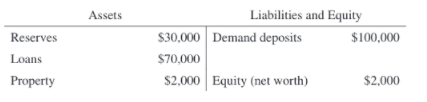 Assets Liabilities and Equity
Reserves $30,000 Demand deposits $100,000
Loans $70,000
Property $2,000 Equity (net worth) $2,000